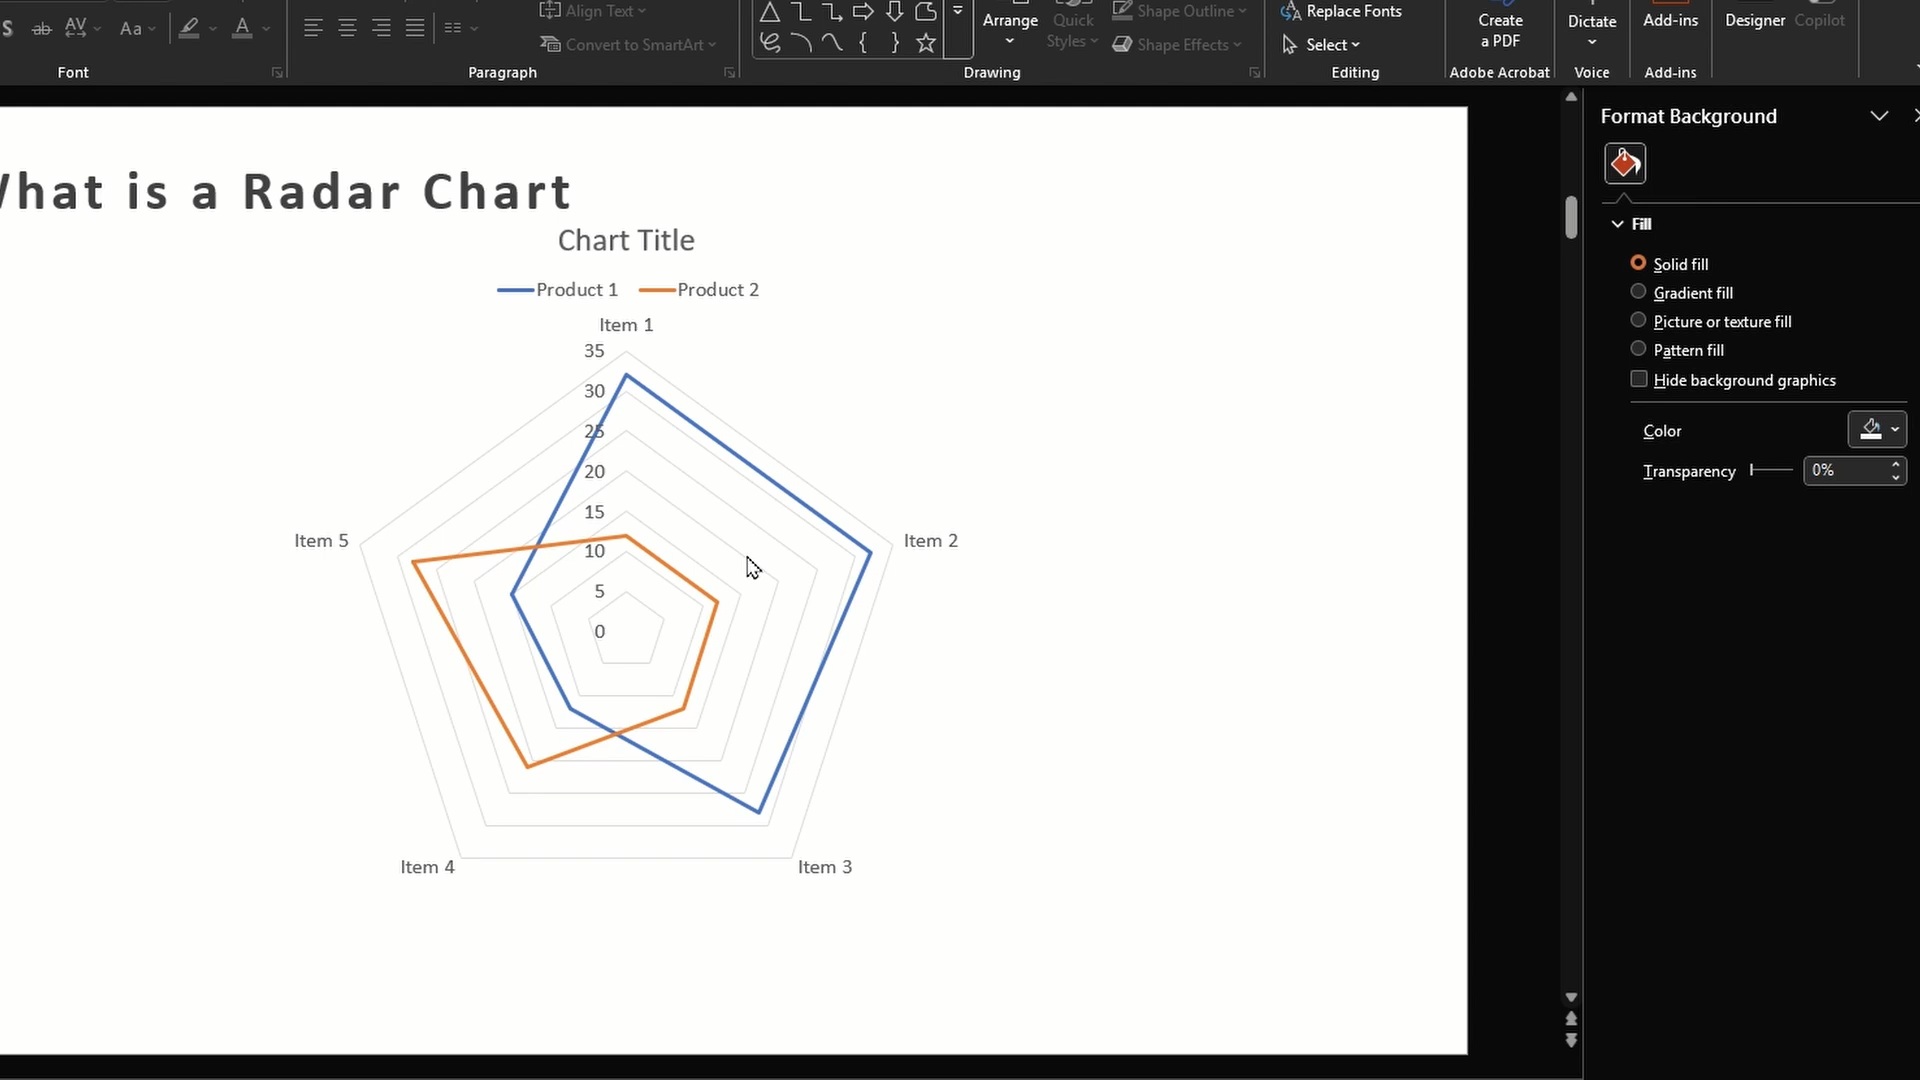 Align Text
Shape Outline
Replace Fonts
S ab AV Aa A
Convert to SmartArt
Arrange
Quick
Styles
Shape Effects
Select
Create
a PDF
Dictate
Add-ins
Designer
Copilot
Font
Paragraph
Drawing
Editing
Adobe Acrobat
Voice
Add-ins
Format Background
Fill
Solid fill
Gradient fill
Picture or texture fill
Pattern fill
Hide background graphics
Color
Transparency 0%
What is a Radar Chart
Chart Title
Product 1 Product 2
Item 1
35
30
25
20
15
10
5
0
Item 5
Item 2
Item 4
Item 3